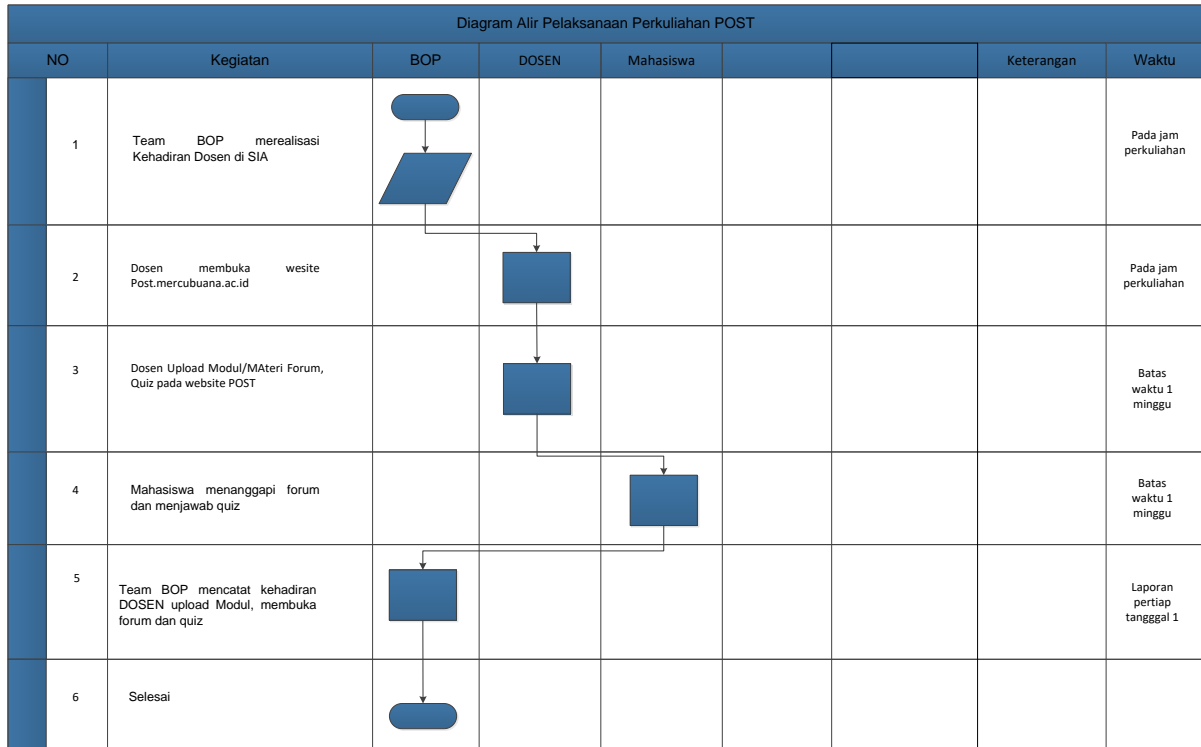 Diagram Alir Pelaksanaan Perkuliahan POST
NO Kegiatan BOP DOSEN Mahasiswa Keterangan Waktu
1
Team BOP merealisasi
Kehadiran Dosen di SIA
Pada jam
perkuliahan
2
Dosen membuka wesite
Post.mercubuana.ac.id
Pada jam
perkuliahan
3
Dosen Upload Modul/MAteri Forum,
Quiz pada website POST
Batas
waktu 1
minggu
4
Mahasiswa menanggapi forum
dan menjawab quiz
Batas
waktu 1
minggu
5
Team BOP mencatat kehadiran
DOSEN upload Modul, membuka
forum dan quiz
Laporan
pertiap
tangggal 1
6
Selesai